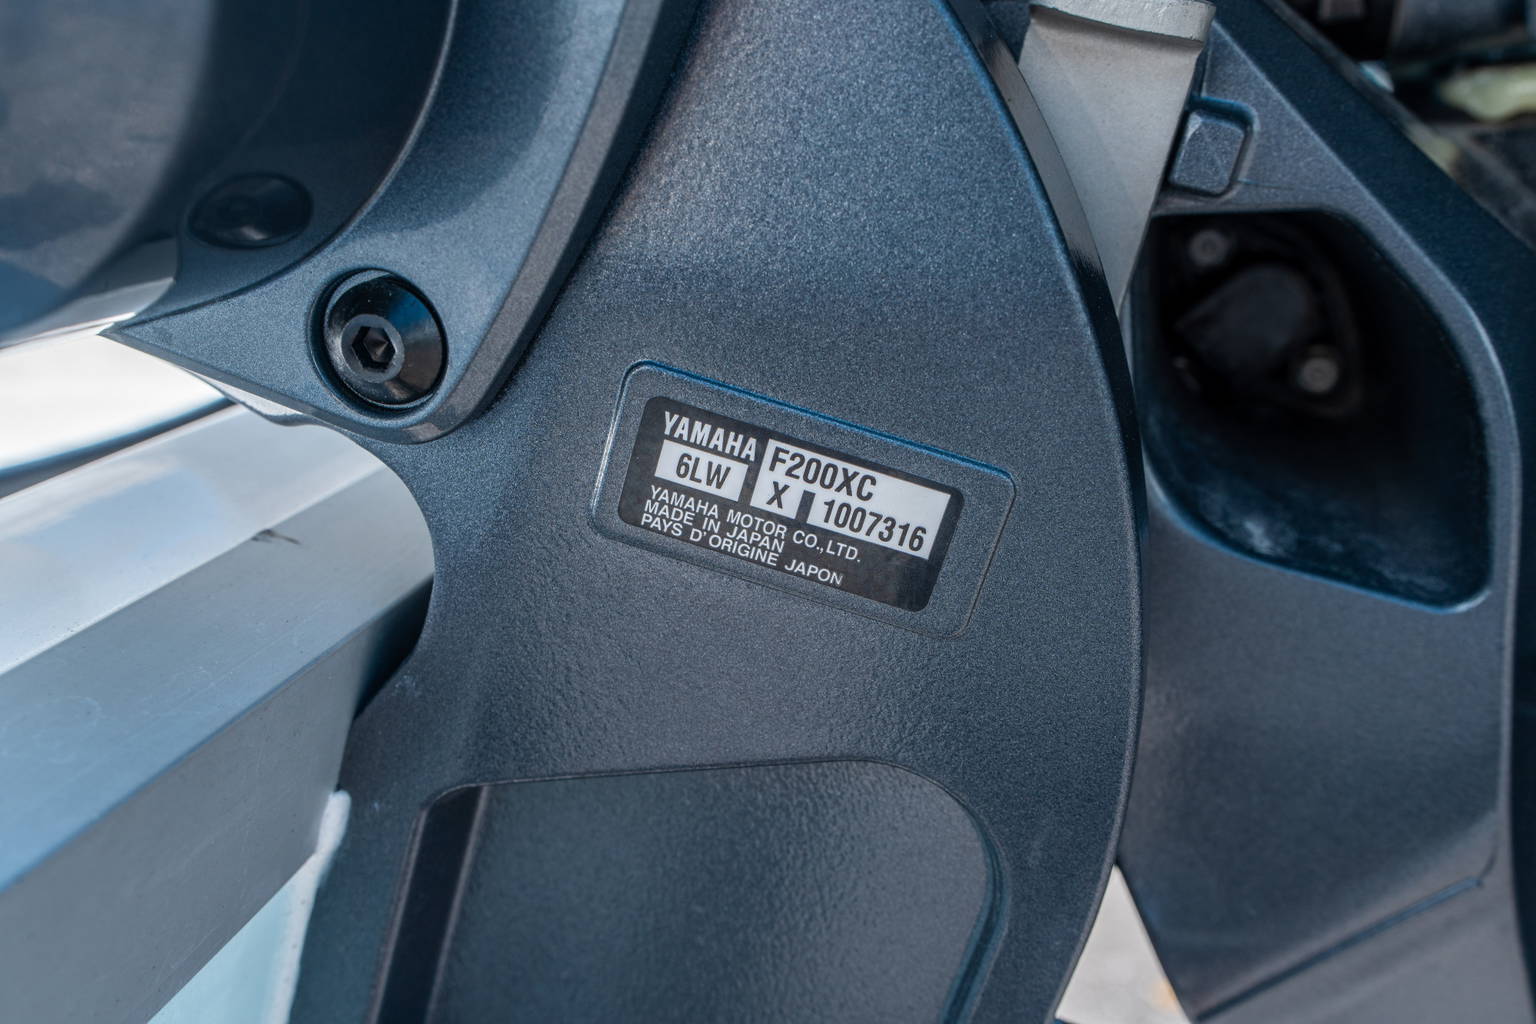 YAMAHA F200XC
6LW X 1007316
YAMAHA MOTOR CO.,LTD.
MADE IN JAPAN
PAYS D'ORIGINE JAPON